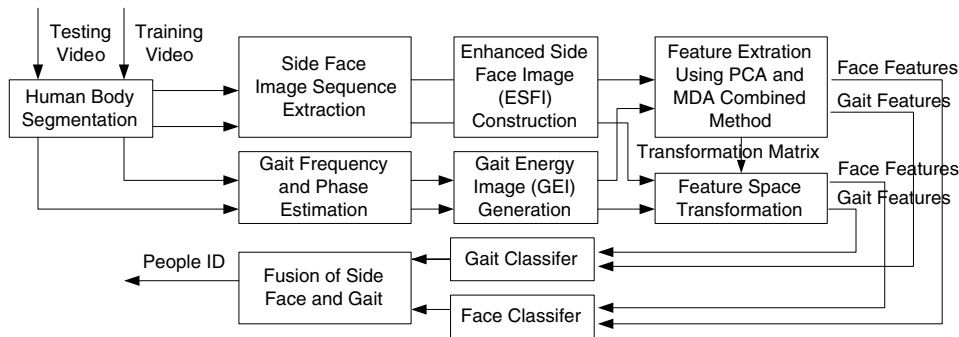 Testing
Video
Training
Video
Human Body
Segmentation
Side Face
Image Sequence
Extraction
Enhanced Side
Face Image
(ESFI)
Construction
Feature Extration
Using PCA and
MDA Combined
Method
Face Features
Gait Features
Gait Frequency
and Phase
Estimation
Gait Energy
Image (GEI)
Generation
Transformation Matrix
Feature Space
Transformation
Face Features
Gait Features
People ID
Fusion of Side
Face and Gait
Gait Classifer
Face Classifer